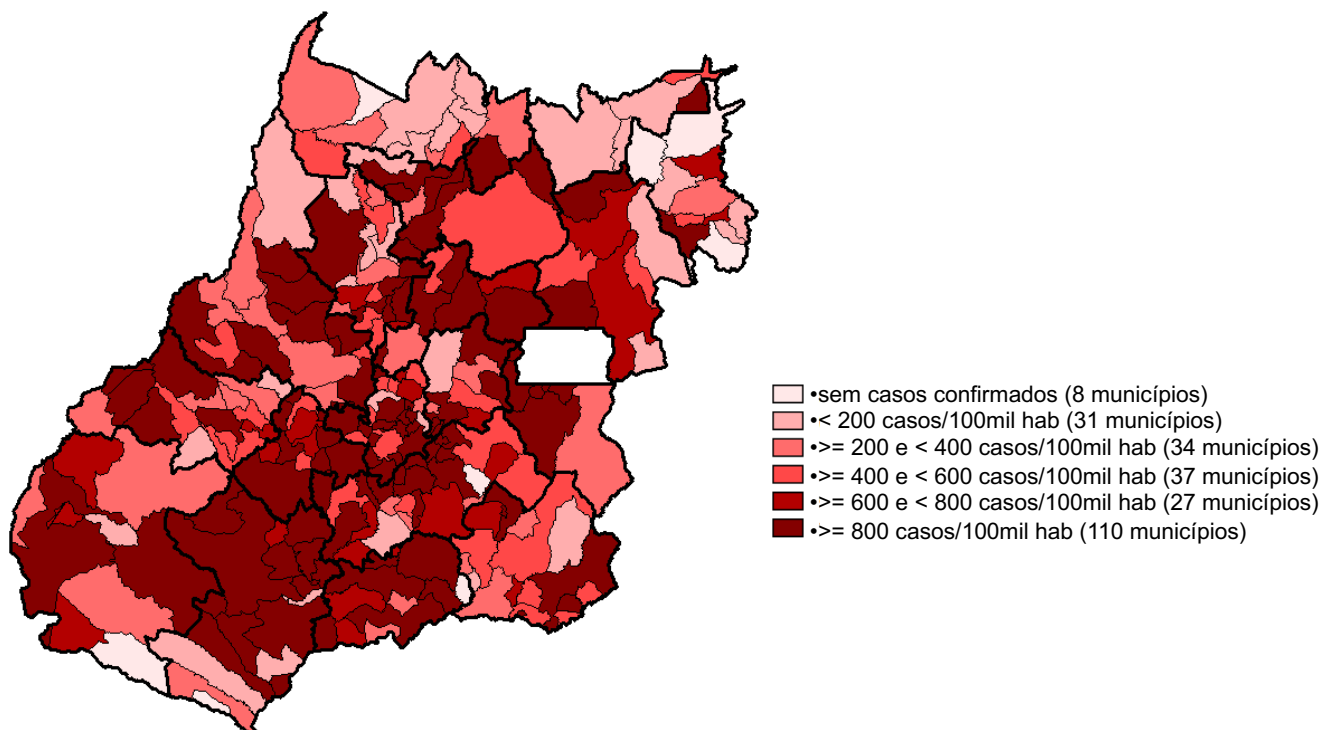 •sem casos confirmados (8 municípios)
•< 200 casos/100mil hab (31 municípios)
•>= 200 e < 400 casos/100mil hab (34 municípios)
•>= 400 e < 600 casos/100mil hab (37 municípios)
•>= 600 e < 800 casos/100mil hab (27 municípios)
•>= 800 casos/100mil hab (110 municípios)